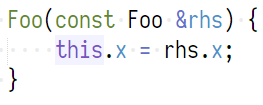 Foo(const Foo &rhs) {
    this.x = rhs.x;
}